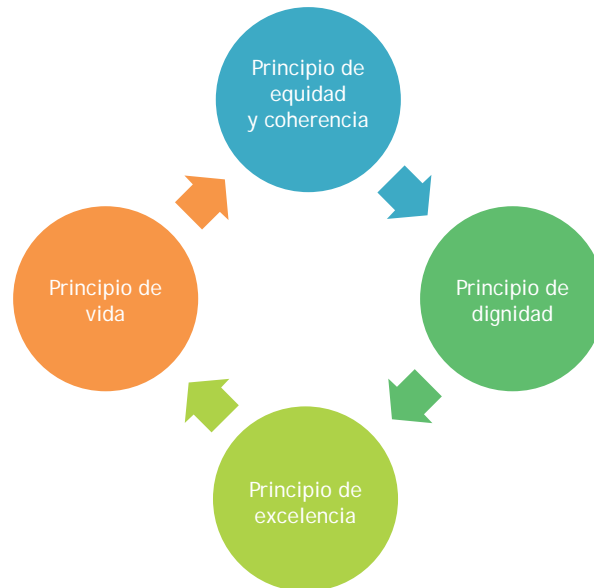 Principio de
equidad
y coherencia
Principio de
vida
Principio de
dignidad
Principio de
excelencia